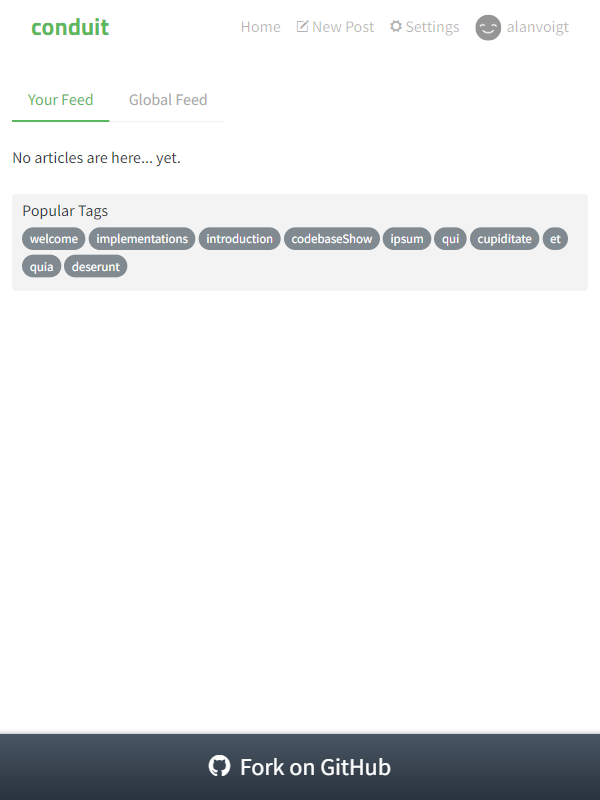 conduit Home New Post Settings alanvoigt
Your Feed Global Feed
No articles are here... yet.
Popular Tags
welcome implementations introduction codebaseShow ipsum qui cupiditate et
quia deserunt
Fork on GitHub